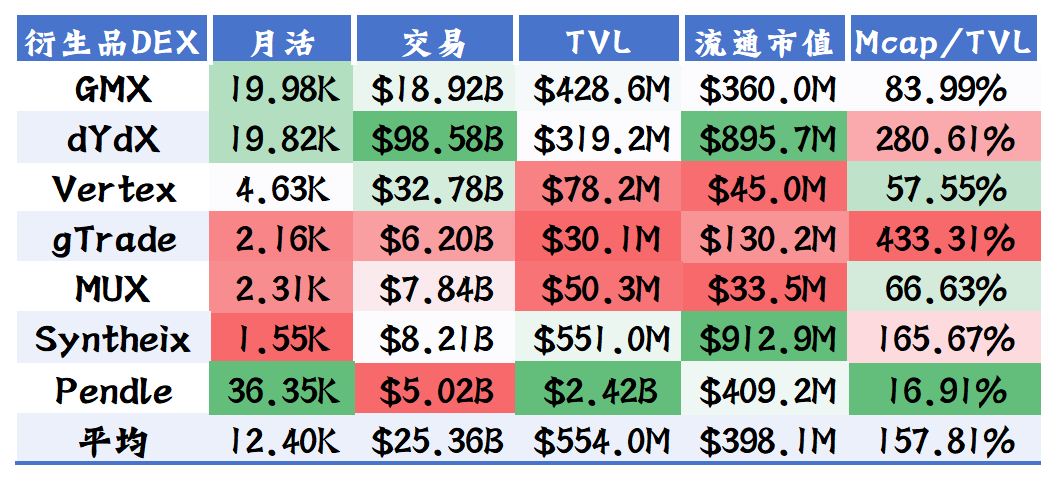 衍生品DEX 月活 交易 TVL 流通市值 Mcap/TVL
GMX 19.98K $18.92B $428.6M $360.0M 83.99%
dYdX 19.82K $98.58B $319.2M $895.7M 280.61%
Vertex 4.63K $32.78B $78.2M $45.0M 57.55%
gTrade 2.16K $6.20B $30.1M $130.2M 433.31%
MUX 2.31K $7.84B $50.3M $33.5M 66.63%
Syntheix 1.55K $8.21B $551.0M $912.9M 165.67%
Pendle 36.35K $5.02B $2.42B $409.2M 16.91%
平均 12.40K $25.36B $554.0M $398.1M 157.81%